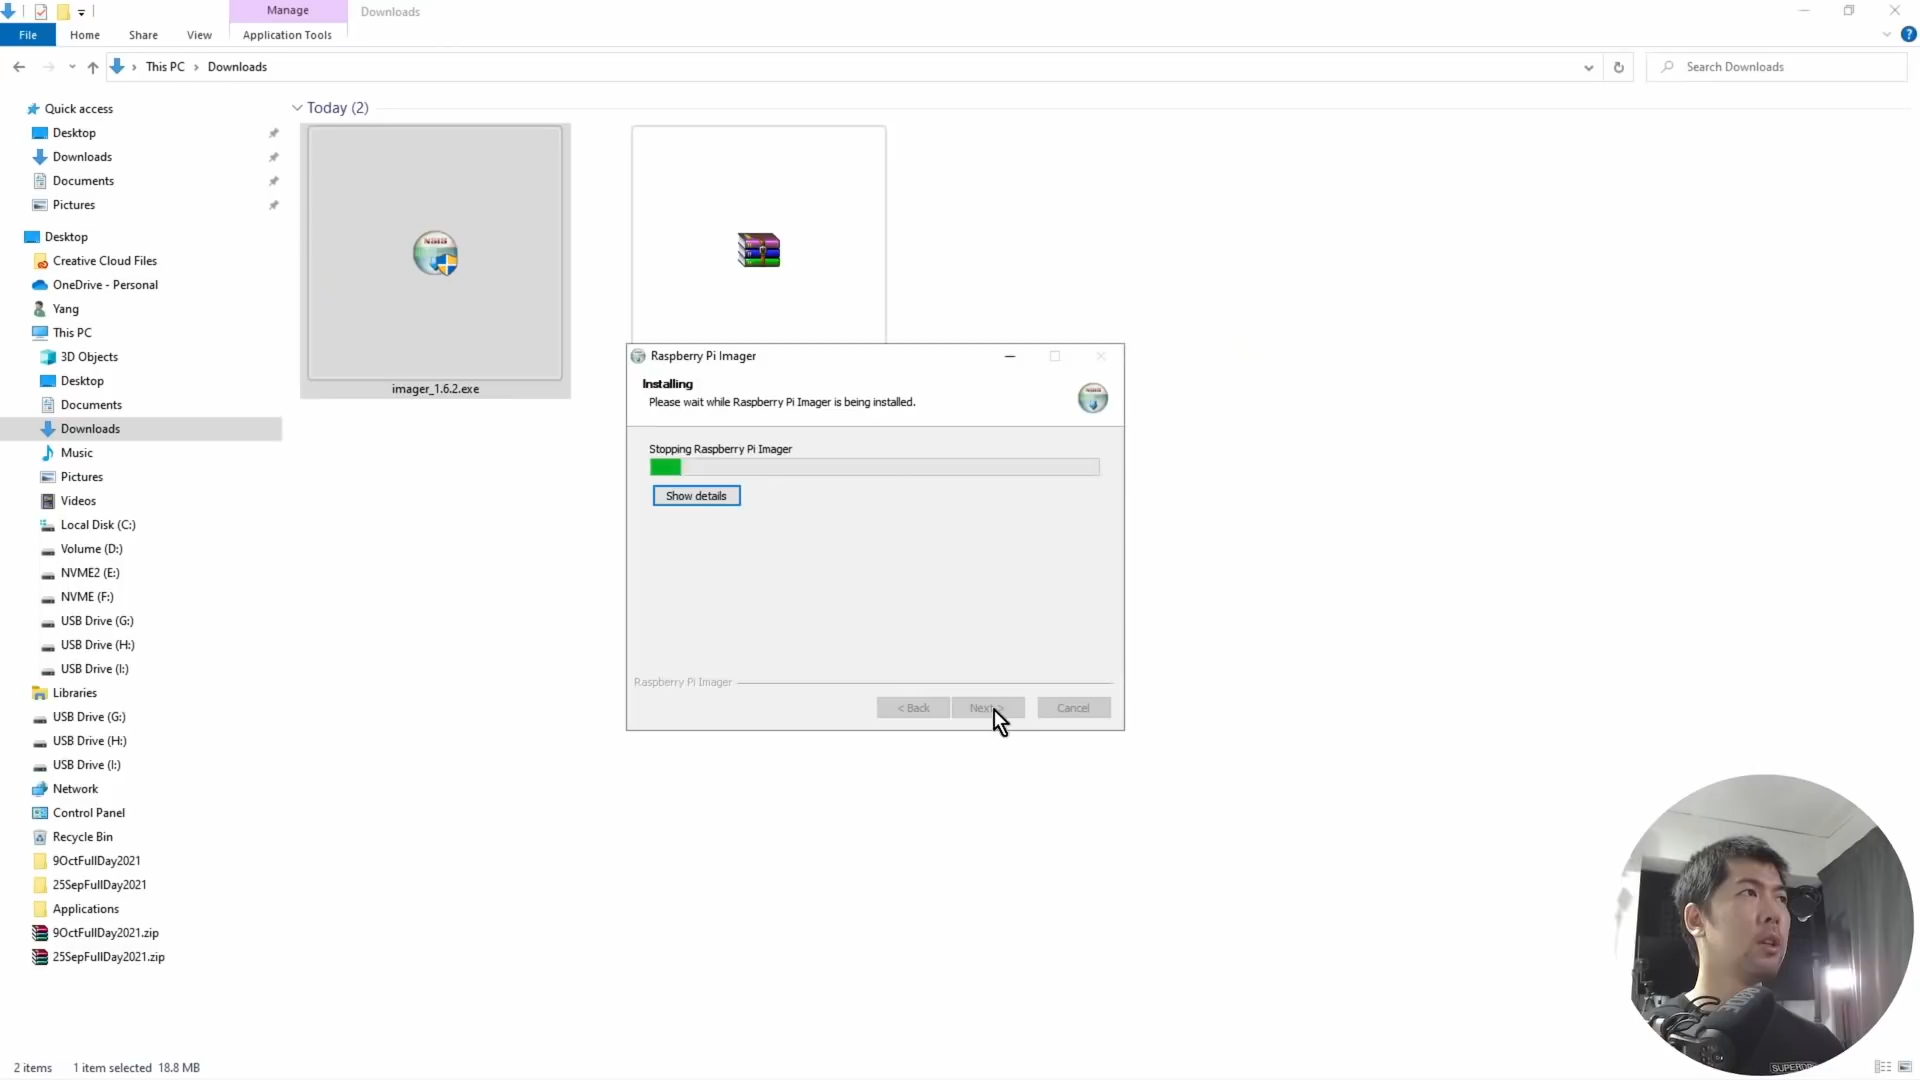 Manage
Downloads
File
Home
Share
View
Application Tools
This PC
Downloads
Search Downloads
Quick access
Desktop
Downloads
Documents
Pictures
Desktop
Creative Cloud Files
OneDrive - Personal
Yang
This PC
3D Objects
Desktop
Documents
Downloads
Music
Pictures
Videos
Local Disk (C:)
Volume (D:)
NVME2 (E:)
NVME (F:)
USB Drive (G:)
USB Drive (H:)
USB Drive (I:)
Libraries
USB Drive (G:)
USB Drive (H:)
USB Drive (I:)
Network
Control Panel
Recycle Bin
9OctFullDay2021
25SepFullDay2021
Applications
9OctFullDay2021.zip
25SepFullDay2021.zip
Today (2)
NSIS
imager_1.6.2.exe
Raspberry Pi Imager
Installing
Please wait while Raspberry Pi Imager is being installed.
Stopping Raspberry Pi Imager
Show details
Raspberry Pi Imager
< Back
Next >
Cancel
2 items
1 item selected 18.8 MB